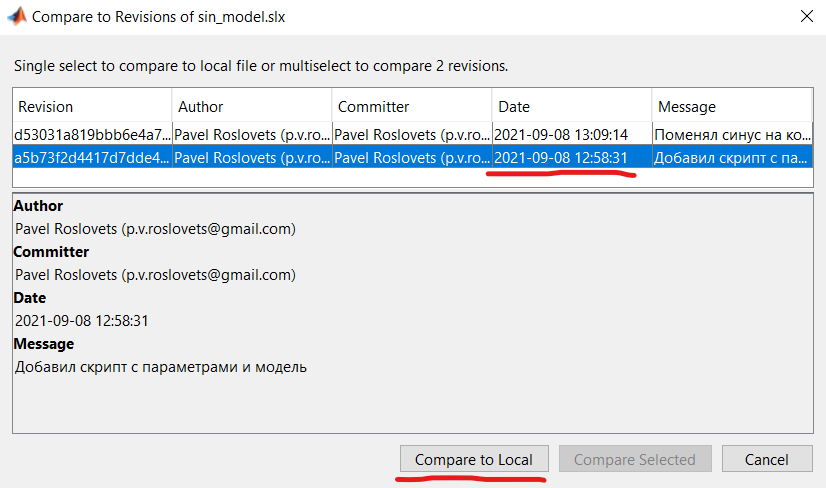 Compare to Revisions of sin_model.slx
Single select to compare to local file or multiselect to compare 2 revisions.
Revision Author Committer Date Message
d53031a819bbb6e4a7... Pavel Roslovets (p.v.ro... Pavel Roslovets (p.v.ro... 2021-09-08 13:09:14 Поменял синус на ко...
a5b73f2d4417d7dde4... Pavel Roslovets (p.v.ro... Pavel Roslovets (p.v.ro... 2021-09-08 12:58:31 Добавил скрипт с па...
Author
Pavel Roslovets (p.v.roslovets@gmail.com)
Committer
Pavel Roslovets (p.v.roslovets@gmail.com)
Date
2021-09-08 12:58:31
Message
Добавил скрипт с параметрами и модель
Compare to Local Compare Selected Cancel